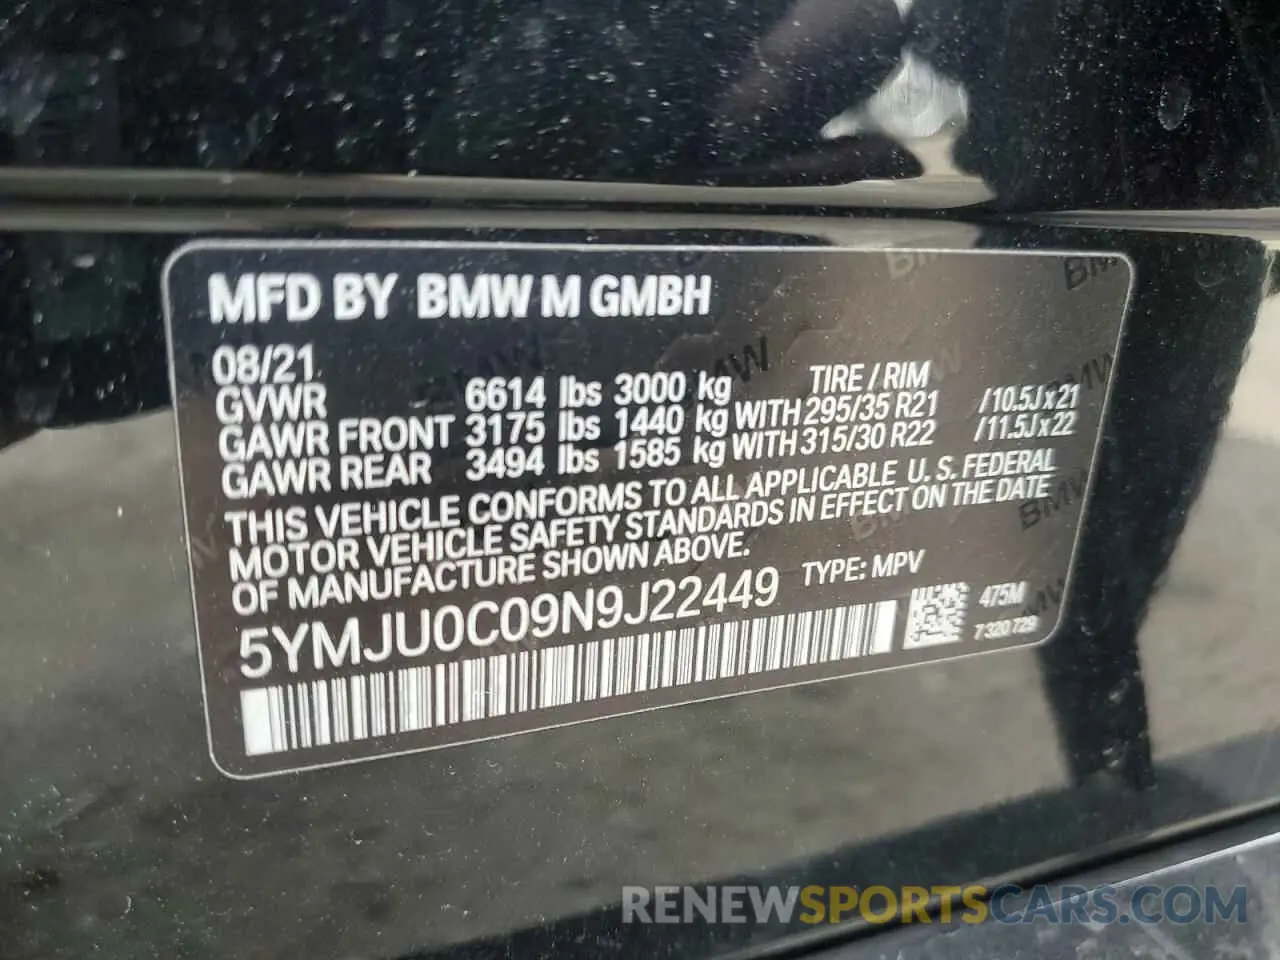 MFD BY BMW M GMBH
08/21
TIRE / RIM
GVWR 6614 lbs 3000 kg
GAWR FRONT 3175 lbs 1440 kg WITH 295/35 R21 /10.5J x 21
GAWR REAR 3494 lbs 1585 kg WITH 315/30 R22 /11.5J x 22
THIS VEHICLE CONFORMS TO ALL APPLICABLE U. S. FEDERAL
MOTOR VEHICLE SAFETY STANDARDS IN EFFECT ON THE DATE
OF MANUFACTURE SHOWN ABOVE.
5YMJU0C09N9J22449 TYPE: MPV
475M
7 320 729
RENEWSPORTSCARS.COM